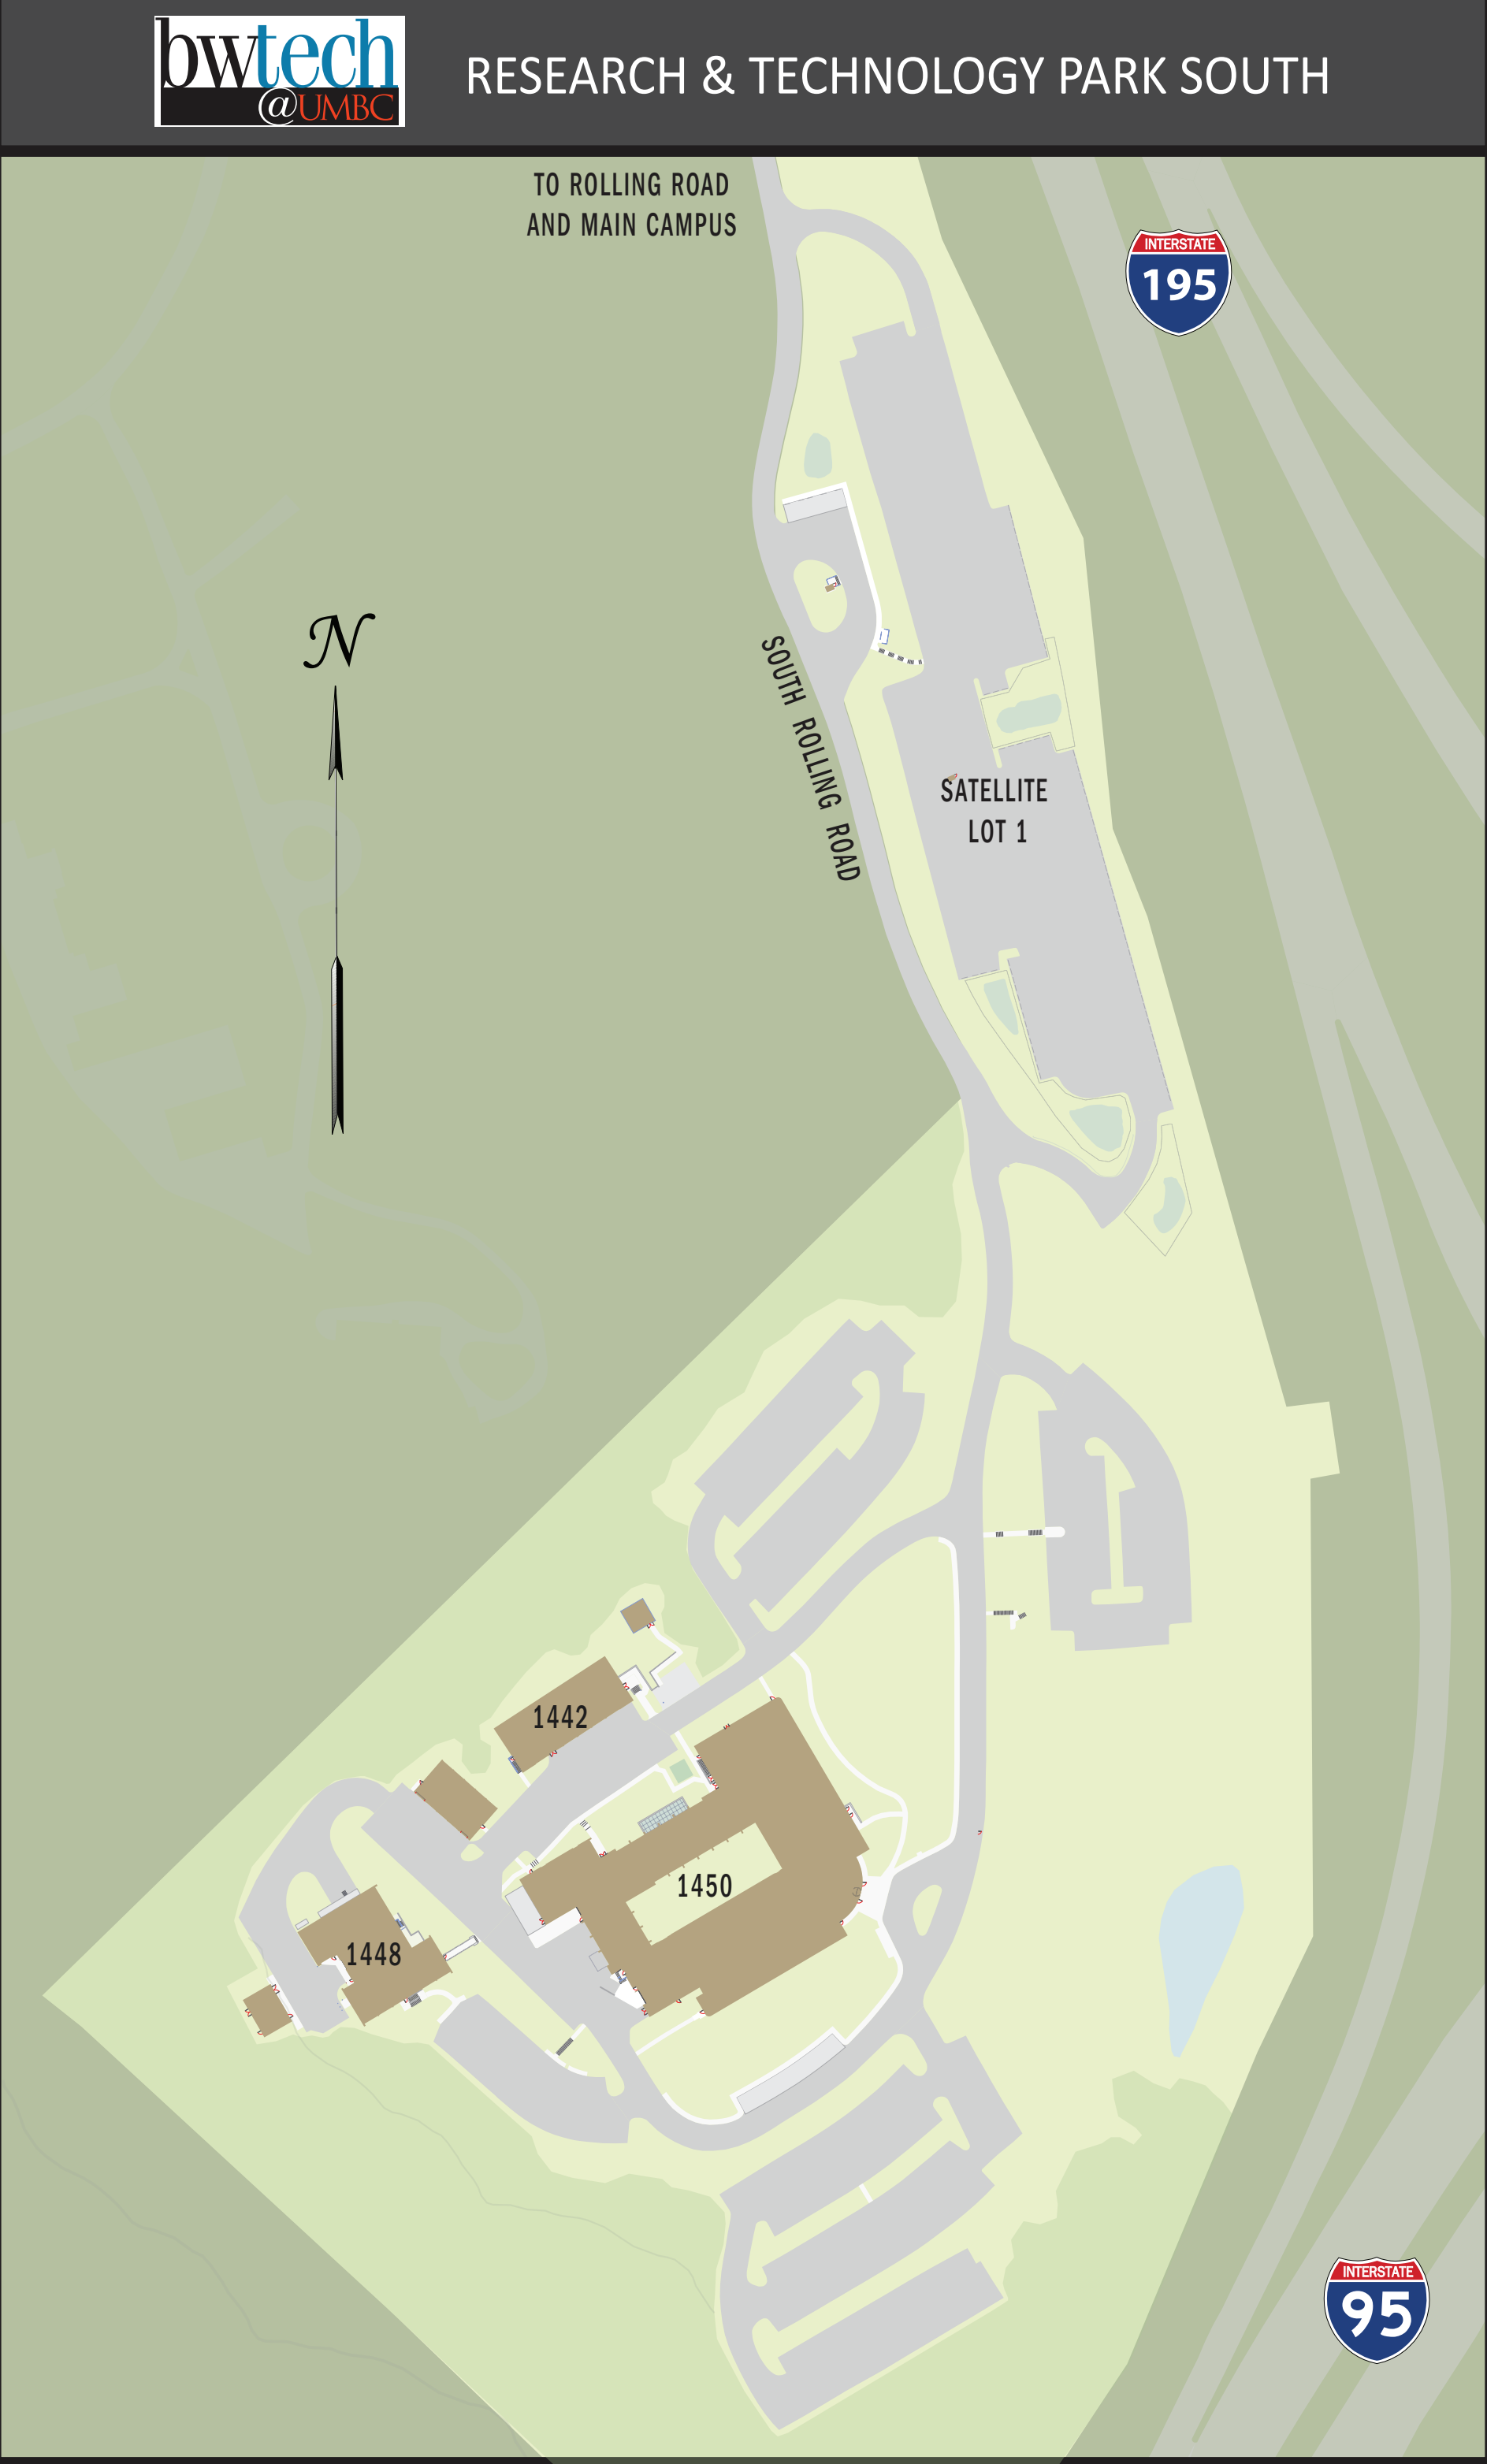 bwtech
@UMBC
RESEARCH & TECHNOLOGY PARK SOUTH
TO ROLLING ROAD
AND MAIN CAMPUS
INTERSTATE
195
N
SOUTH ROLLING ROAD
SATELLITE
LOT 1
1442
1450
1448
INTERSTATE
95